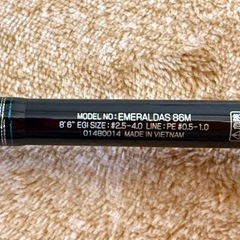 MODEL NO : EMERALDAS 86M
8'6" EGI SIZE : #2.5-4.0 LINE : PE #0.5-1.0
01480014 MADE IN VIETNAM